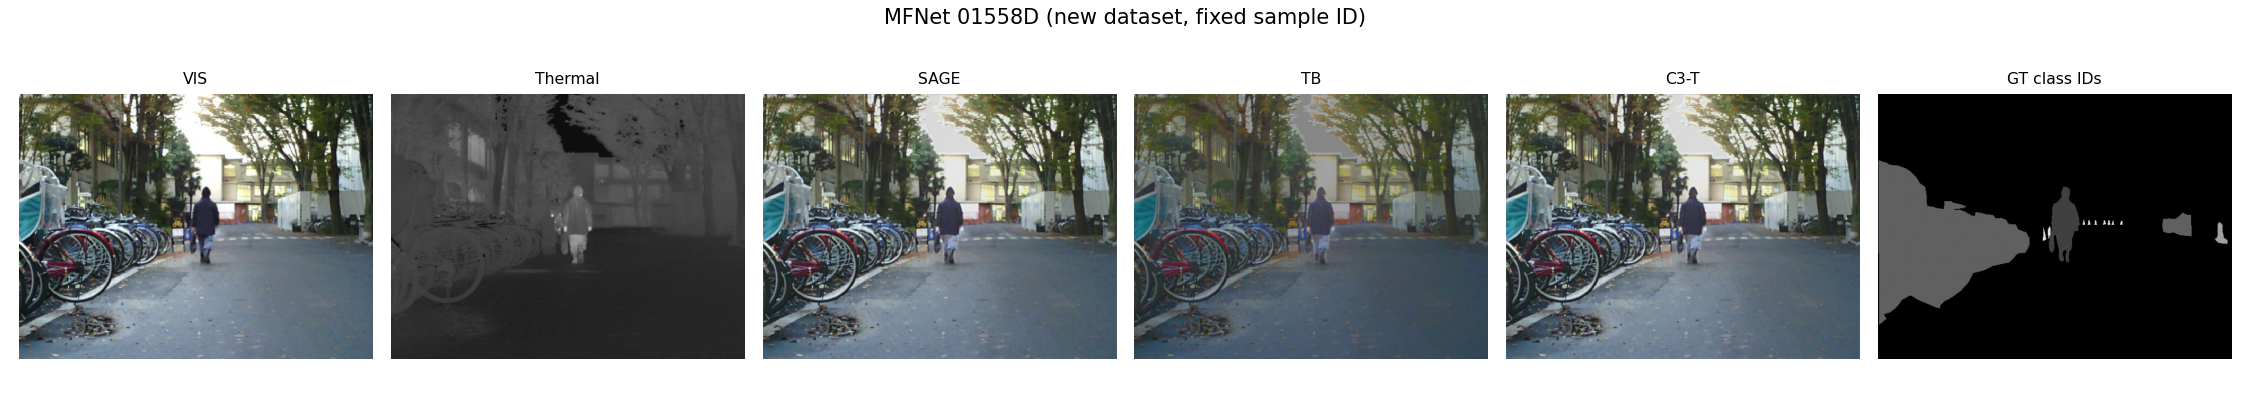 MFNet 01558D (new dataset, fixed sample ID)
VIS
Thermal
SAGE
TB
C3-T
GT class IDs